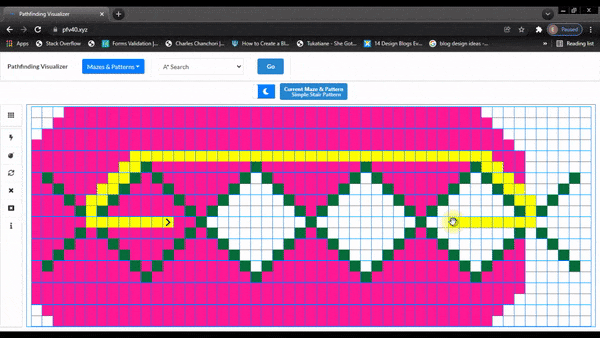 Pathfinding Visualizer
pfv40.xyz
Paused
Apps
Stack Overflow
Forms Validation J...
Charles Chanchori J...
How to Create a Bl...
Tukatiane - She Got...
14 Design Blogs Ev...
blog design ideas -...
Reading list
Pathfinding Visualizer
Mazes & Patterns
A* Search
Go
Current Maze & Pattern
Simple Stair Pattern